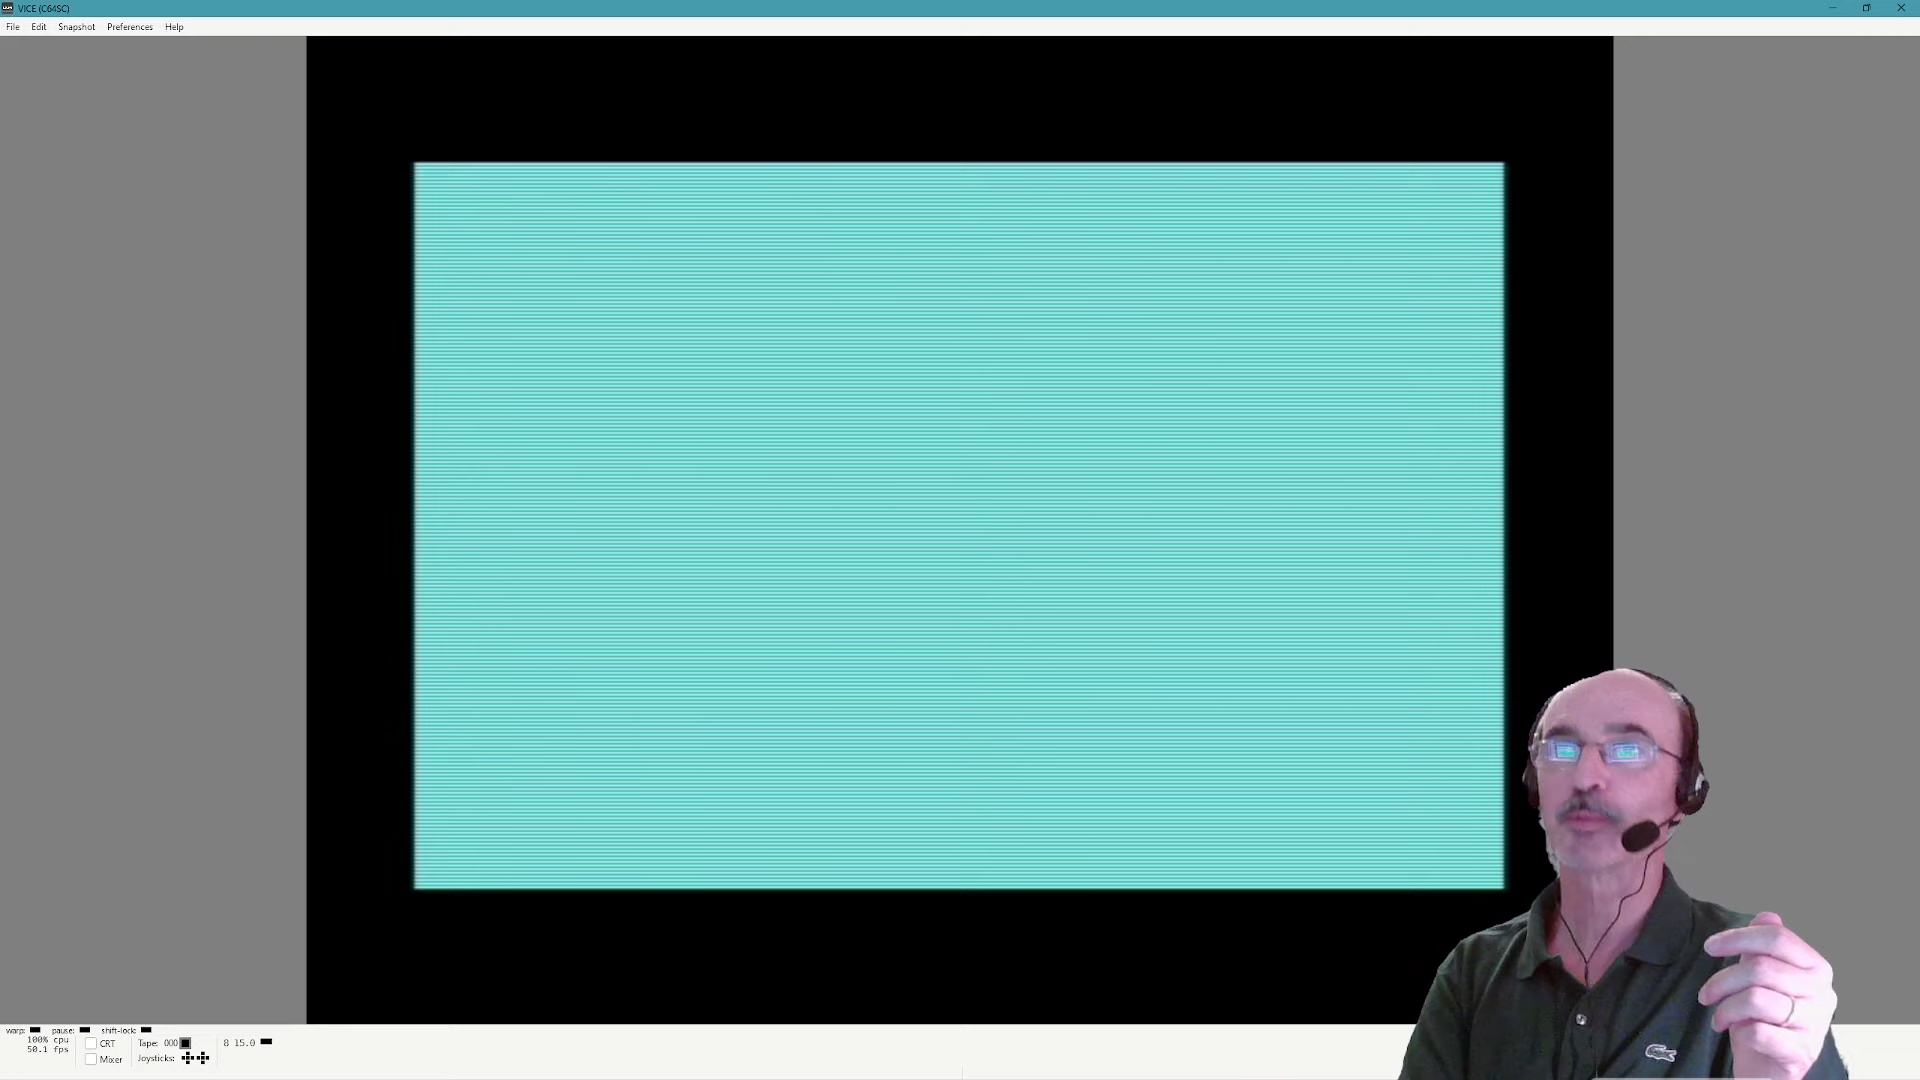 VICE (C64SC)
File Edit Snapshot Preferences Help
warp: pause: shift-lock:
100% cpu
50.1 fps
CRT
Mixer
Tape: 000
Joysticks:
8 15.0